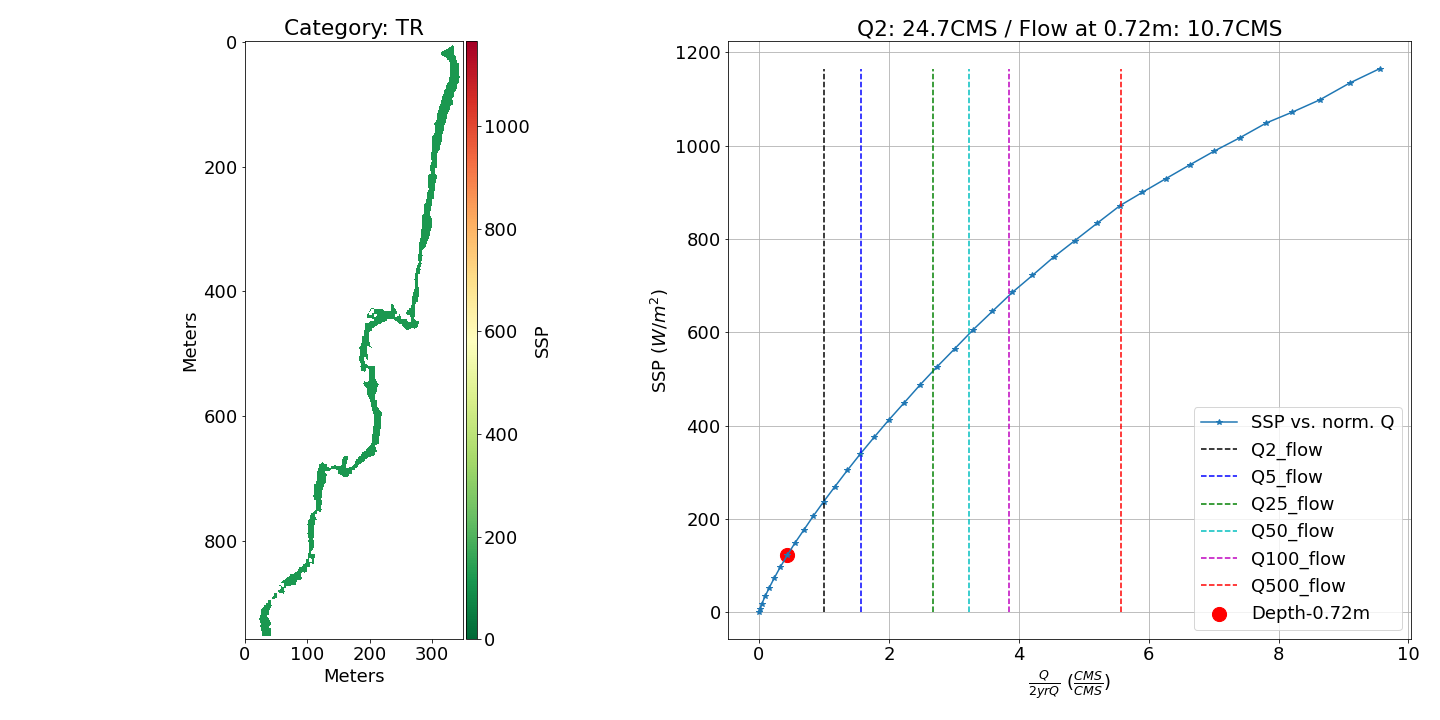 Category: TR
0
200
400
600
800
Meters
0 100 200 300
Meters
1000
800
600
400
200
0
SSP
Q2: 24.7CMS / Flow at 0.72m: 10.7CMS
1200
1000
800
600
400
200
0
SSP (W/m²)
0 2 4 6 8 10
Q/2yrQ (CMS/CMS)
SSP vs. norm. Q
Q2_flow
Q5_flow
Q25_flow
Q50_flow
Q100_flow
Q500_flow
Depth-0.72m